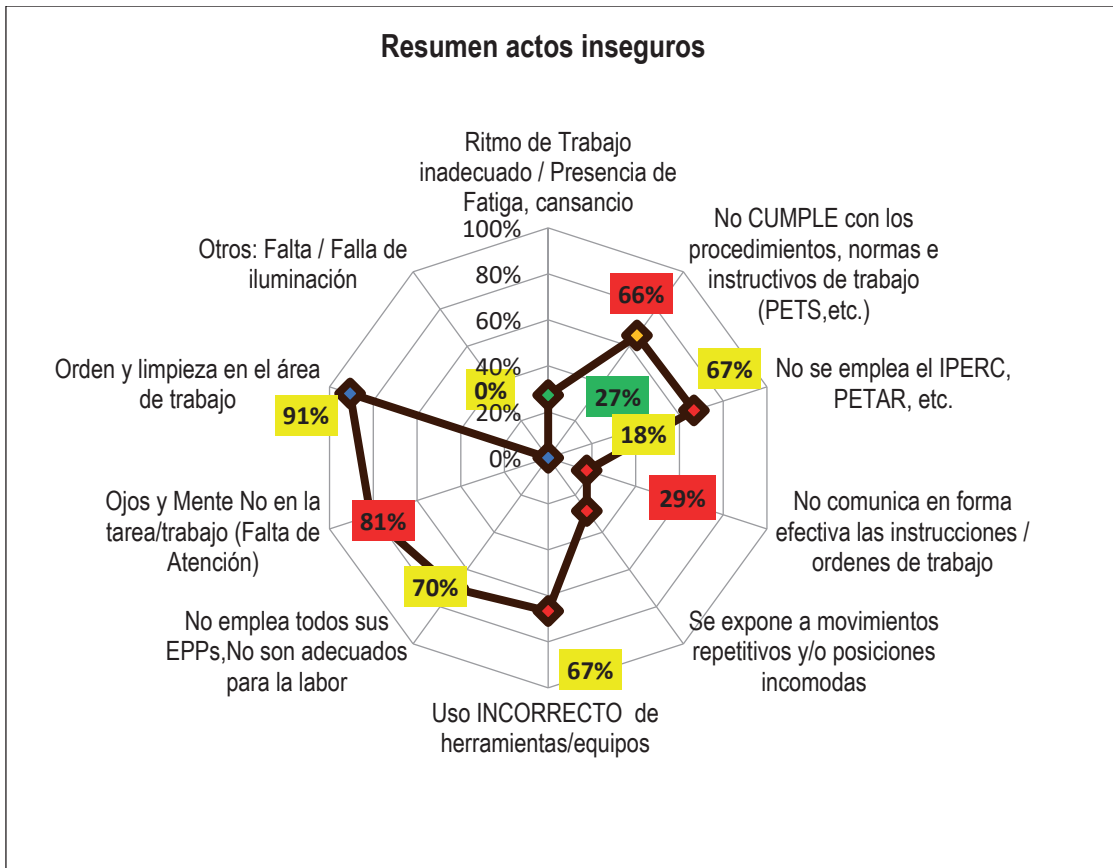 Resumen actos inseguros
Ritmo de Trabajo
inadecuado / Presencia de
Fatiga, cansancio
No CUMPLE con los
procedimientos, normas e
instructivos de trabajo
(PETS,etc.)
No se emplea el IPERC,
PETAR, etc.
No comunica en forma
efectiva las instrucciones /
ordenes de trabajo
Se expone a movimientos
repetitivos y/o posiciones
incomodas
Uso INCORRECTO de
herramientas/equipos
No emplea todos sus
EPPs,No son adecuados
para la labor
Ojos y Mente No en la
tarea/trabajo (Falta de
Atención)
Orden y limpieza en el área
de trabajo
Otros: Falta / Falla de
iluminación
100%
80%
60%
40%
20%
0%
27%
66%
67%
18%
29%
67%
70%
81%
91%
0%